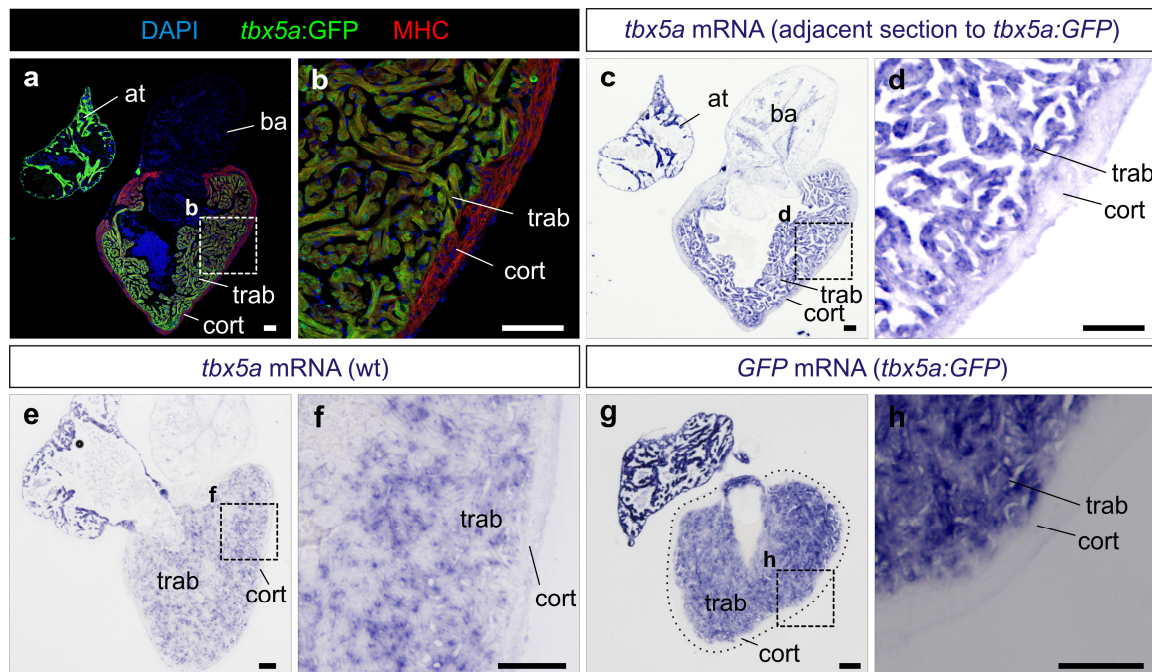 DAPI tbx5a:GFP MHC
tbx5a mRNA (adjacent section to tbx5a:GFP)
a
at
ba
b
trab
cort
b
trab
cort
c
at
ba
d
trab
cort
d
trab
cort
tbx5a mRNA (wt)
GFP mRNA (tbx5a:GFP)
e
f
trab
cort
f
trab
cort
g
h
trab
cort
h
trab
cort